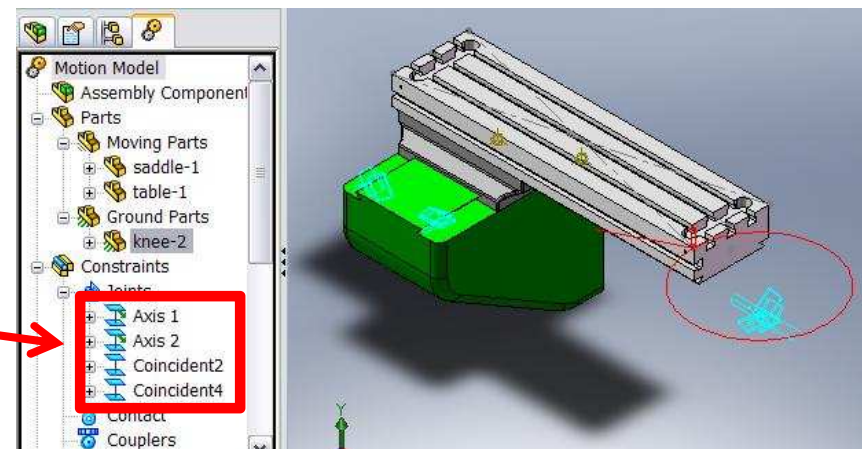 Motion Model
Assembly Component
Parts
Moving Parts
saddle-1
table-1
Ground Parts
knee-2
Constraints
Joints
Axis 1
Axis 2
Coincident2
Coincident4
Contact
Couplers
Y